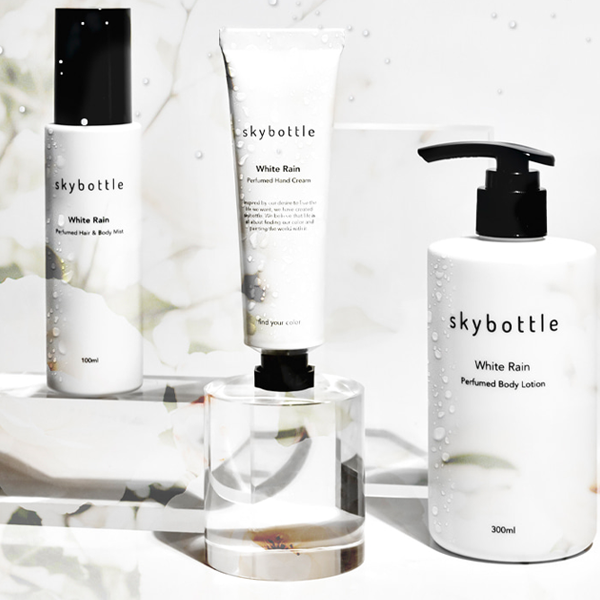 skybottle
White Rain
Perfumed Hair & Body Mist
100ml
skybottle
White Rain
Perfumed Hand Cream
find your color
skybottle
White Rain
Perfumed Body Lotion
300ml